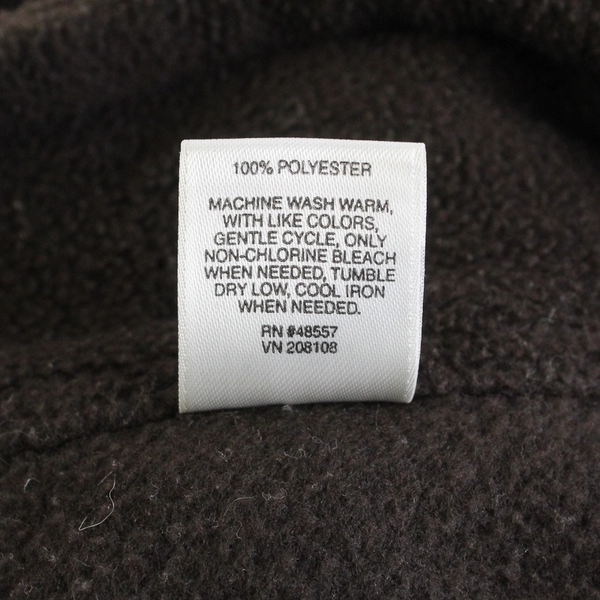 100% POLYESTER
MACHINE WASH WARM,
WITH LIKE COLORS,
GENTLE CYCLE, ONLY
NON-CHLORINE BLEACH
WHEN NEEDED, TUMBLE
DRY LOW, COOL IRON
WHEN NEEDED.
RN #48557
VN 208108